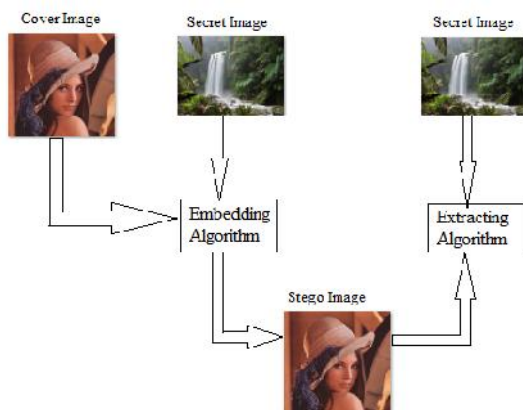 Cover Image
Secret Image
Secret Image
Embedding
Algorithm
Extracting
Algorithm
Stego Image